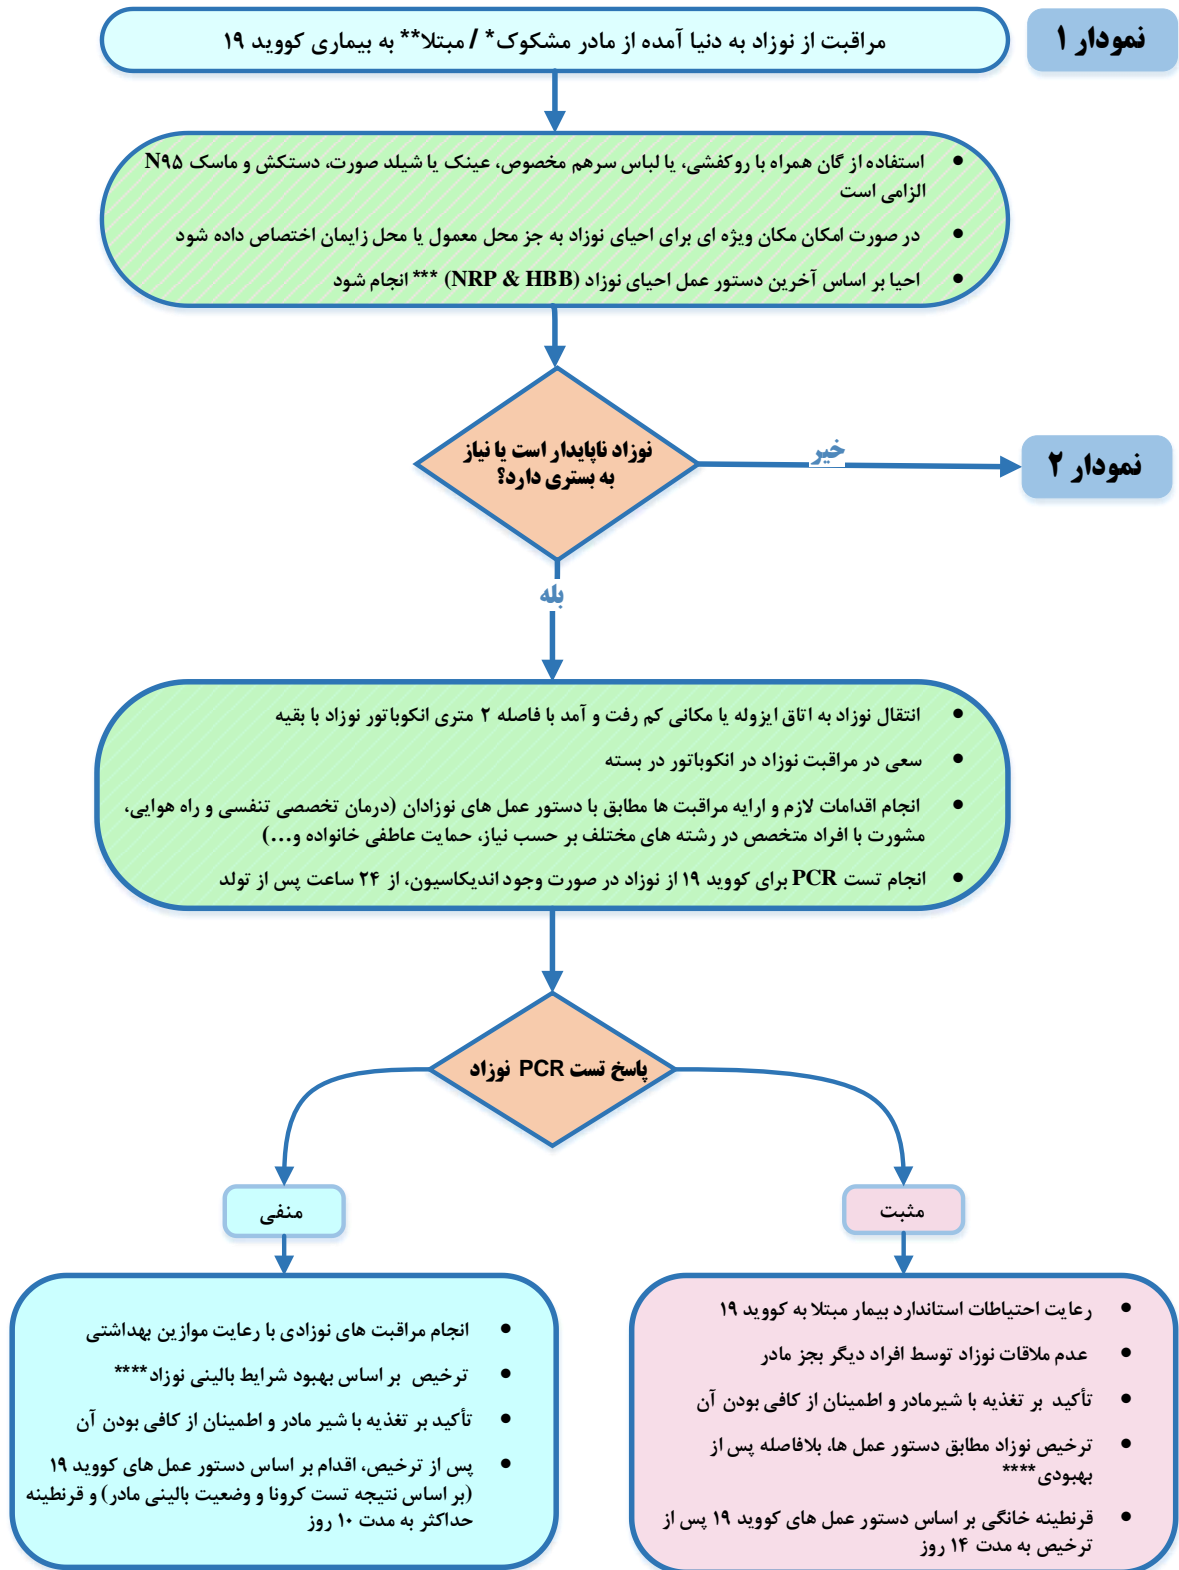 نمودار ۱
مراقبت از نوزاد به دنیا آمده از مادر مشکوک* / مبتلا** به بیماری کووید ۱۹
• استفاده از گان همراه با روکفشی، یا لباس سرهم مخصوص، عینک یا شیلد صورت، دستکش و ماسک N۹۵
الزامی است
• در صورت امکان مکان ویژه ای برای احیای نوزاد به جز محل معمول یا محل زایمان اختصاص داده شود
• احیا بر اساس آخرین دستور عمل احیای نوزاد (NRP & HBB) *** انجام شود
نوزاد ناپایدار است یا نیاز
به بستری دارد؟
خیر
نمودار ۲
بله
• انتقال نوزاد به اتاق ایزوله یا مکانی کم رفت و آمد با فاصله ۲ متری انکوباتور نوزاد با بقیه
• سعی در مراقبت نوزاد در انکوباتور در بسته
• انجام اقدامات لازم و ارایه مراقبت ها مطابق با دستور عمل های نوزادان (درمان تخصصی تنفسی و راه هوایی،
مشورت با افراد متخصص در رشته های مختلف بر حسب نیاز، حمایت عاطفی خانواده و...)
• انجام تست PCR برای کووید ۱۹ از نوزاد در صورت وجود اندیکاسیون، از ۲۴ ساعت پس از تولد
پاسخ تست PCR نوزاد
مثبت
• رعایت احتیاطات استاندارد بیمار مبتلا به کووید ۱۹
• عدم ملاقات نوزاد توسط افراد دیگر بجز مادر
• تأکید بر تغذیه با شیرمادر و اطمینان از کافی بودن آن
• ترخیص نوزاد مطابق دستور عمل ها، بلافاصله پس از
بهبودی****
• قرنطینه خانگی بر اساس دستور عمل های کووید ۱۹ پس از
ترخیص به مدت ۱۴ روز
منفی
• انجام مراقبت های نوزادی با رعایت موازین بهداشتی
• ترخیص بر اساس بهبود شرایط بالینی نوزاد****
• تأکید بر تغذیه با شیر مادر و اطمینان از کافی بودن آن
• پس از ترخیص، اقدام بر اساس دستور عمل های کووید ۱۹
(بر اساس نتیجه تست کرونا و وضعیت بالینی مادر) و قرنطینه
حداکثر به مدت ۱۰ روز